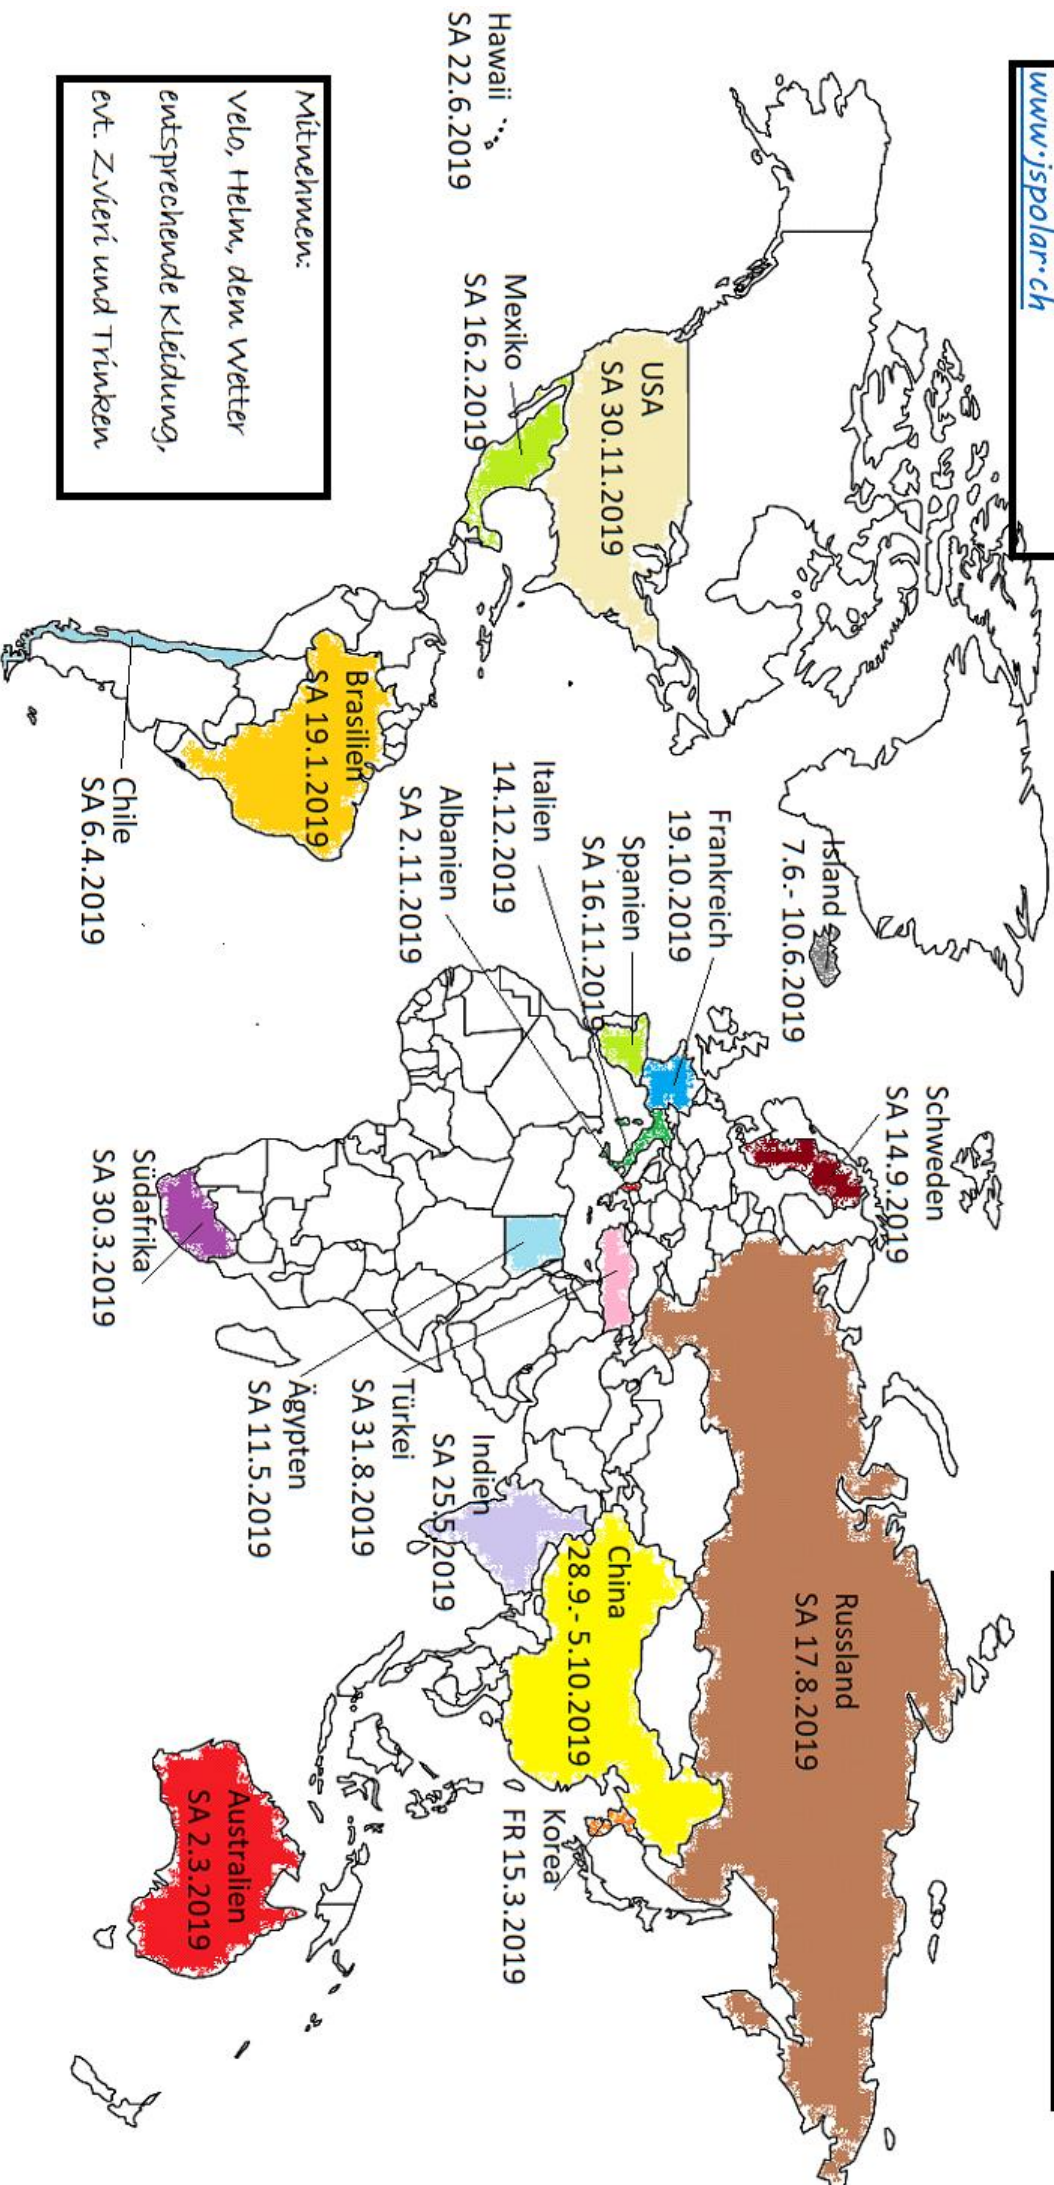 www.jspolar.ch
Hawaii
SA 22.6.2019
Mexiko
SA 16.2.2019
USA
SA 30.11.2019
Mitnehmen:
Velo, Helm, dem Wetter
entsprechende Kleidung,
evt. Zvieri und Trinken
Brasilien
SA 19.1.2019
Chile
SA 6.4.2019
Island
7.6.- 10.6.2019
Frankreich
19.10.2019
Spanien
SA 16.11.2019
Italien
14.12.2019
Albanien
SA 2.11.2019
Schweden
SA 14.9.2019
Südafrika
SA 30.3.2019
Ägypten
SA 11.5.2019
Türkei
SA 31.8.2019
Indien
SA 25.5.2019
China
28.9.- 5.10.2019
Russland
SA 17.8.2019
Korea
FR 15.3.2019
Australien
SA 2.3.2019